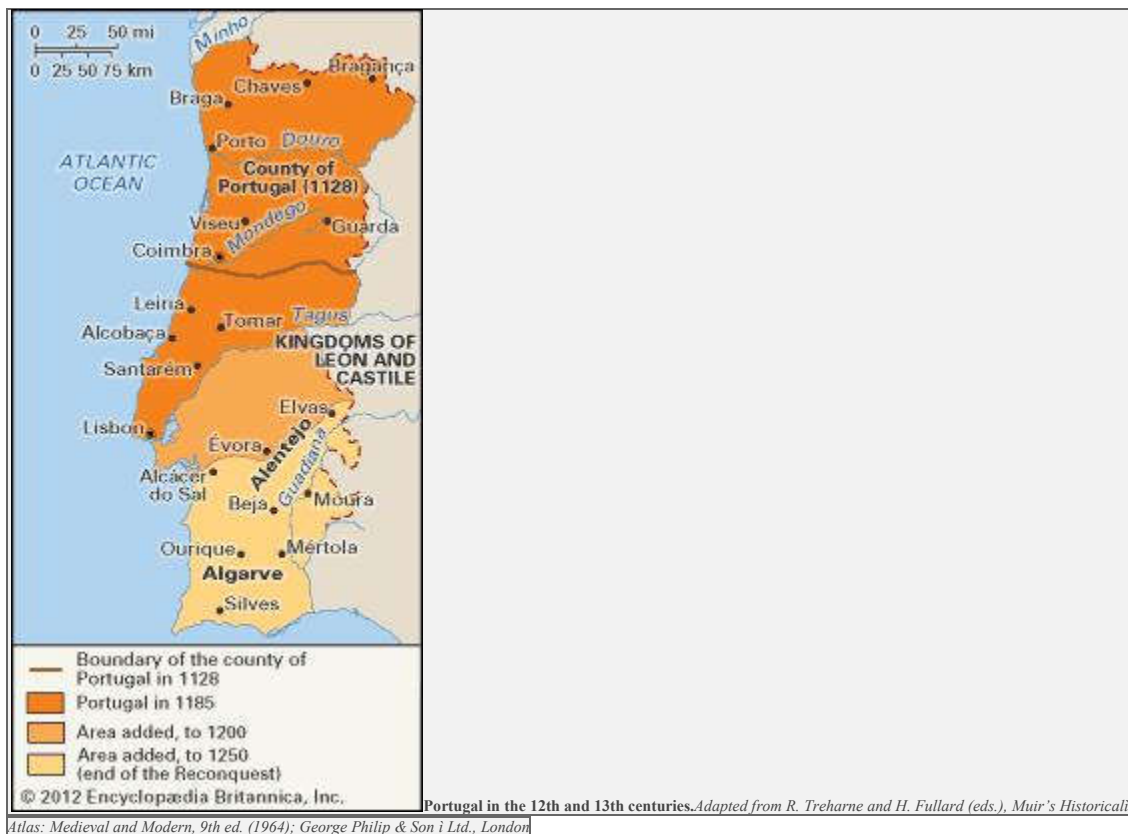 0 25 50 mi
0 25 50 75 km
Minho
Bragança
Chaves
Braga
Porto Douro
ATLANTIC
OCEAN
County of
Portugal (1128)
Viseu Mondego Guarda
Coimbra
Leiria
Tomar Tagus
Alcobaça
KINGDOMS OF
LEON AND
CASTILE
Santarém
Elvas
Lisbon
Évora Alentejo
Guadiana
Alcácer
do Sal
Beja Moura
Ourique Mértola
Algarve
Silves
Boundary of the county of
Portugal in 1128
Portugal in 1185
Area added, to 1200
Area added, to 1250
(end of the Reconquest)
© 2012 Encyclopædia Britannica, Inc.
Portugal in the 12th and 13th centuries.Adapted from R. Treharne and H. Fullard (eds.), Muir's Historicali
Atlas: Medieval and Modern, 9th ed. (1964); George Philip & Son ì Ltd., London